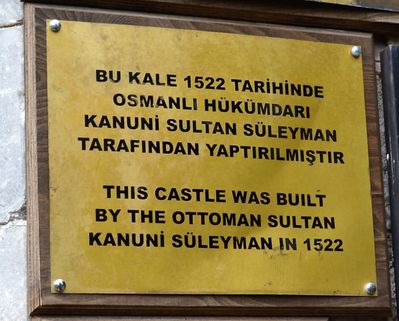 BU KALE 1522 TARİHİNDE
OSMANLI HÜKÜMDARI
KANUNİ SULTAN SÜLEYMAN
TARAFINDAN YAPTIRILMIŞTIR
THIS CASTLE WAS BUILT
BY THE OTTOMAN SULTAN
KANUNİ SÜLEYMAN IN 1522